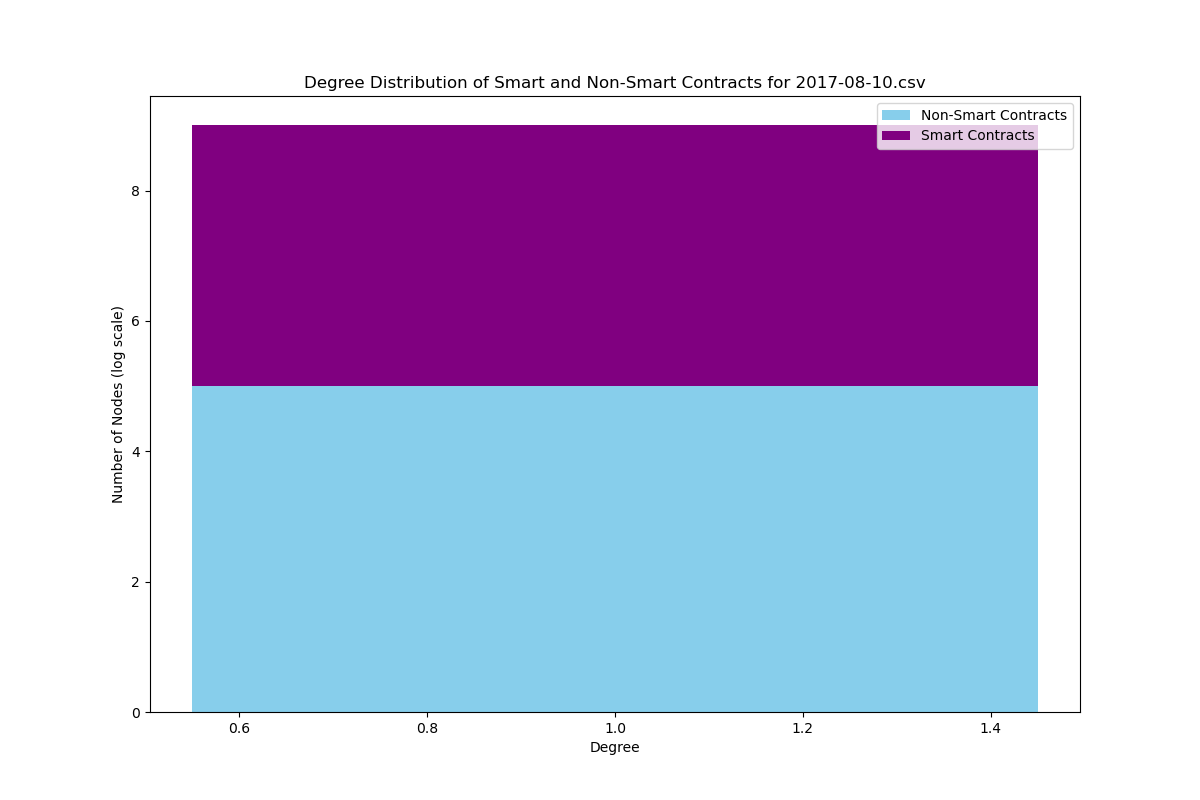 Degree Distribution of Smart and Non-Smart Contracts for 2017-08-10.csv
Non-Smart Contracts
Smart Contracts
Number of Nodes (log scale)
8
6
4
2
0
0.6 0.8 1.0 1.2 1.4
Degree